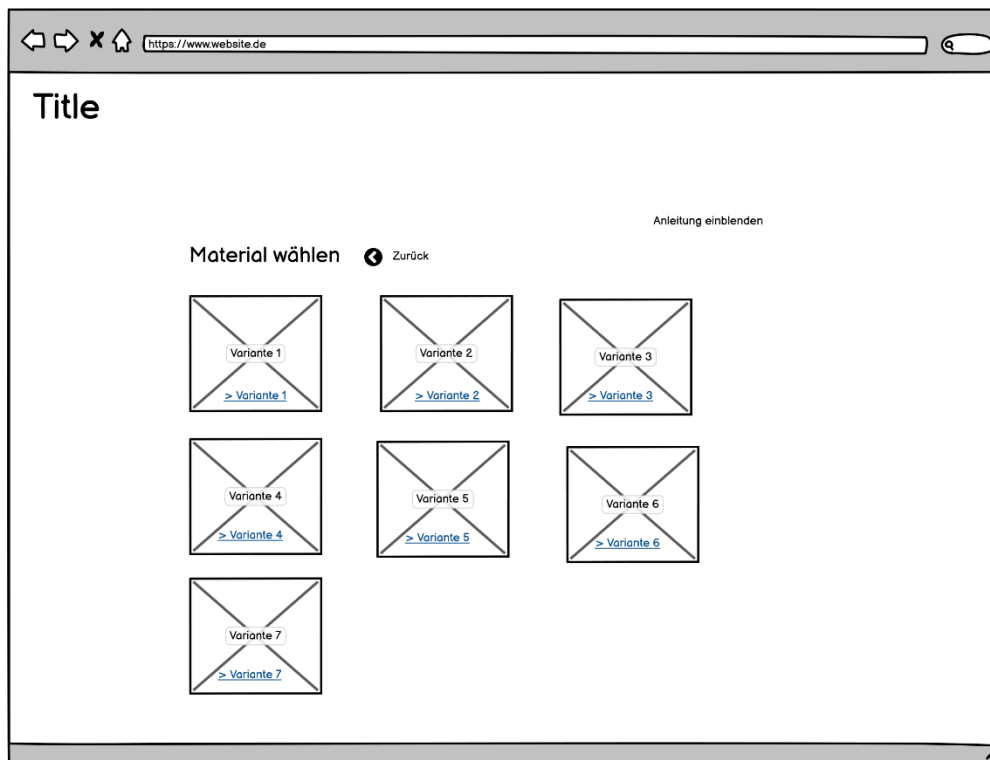 https://www.website.de
Title
Anleitung einblenden
Material wählen
Zurück
Variante 1
Variante 2
Variante 3
> Variante 1
> Variante 2
> Variante 3
Variante 4
Variante 5
Variante 6
> Variante 4
> Variante 5
> Variante 6
Variante 7
> Variante 7